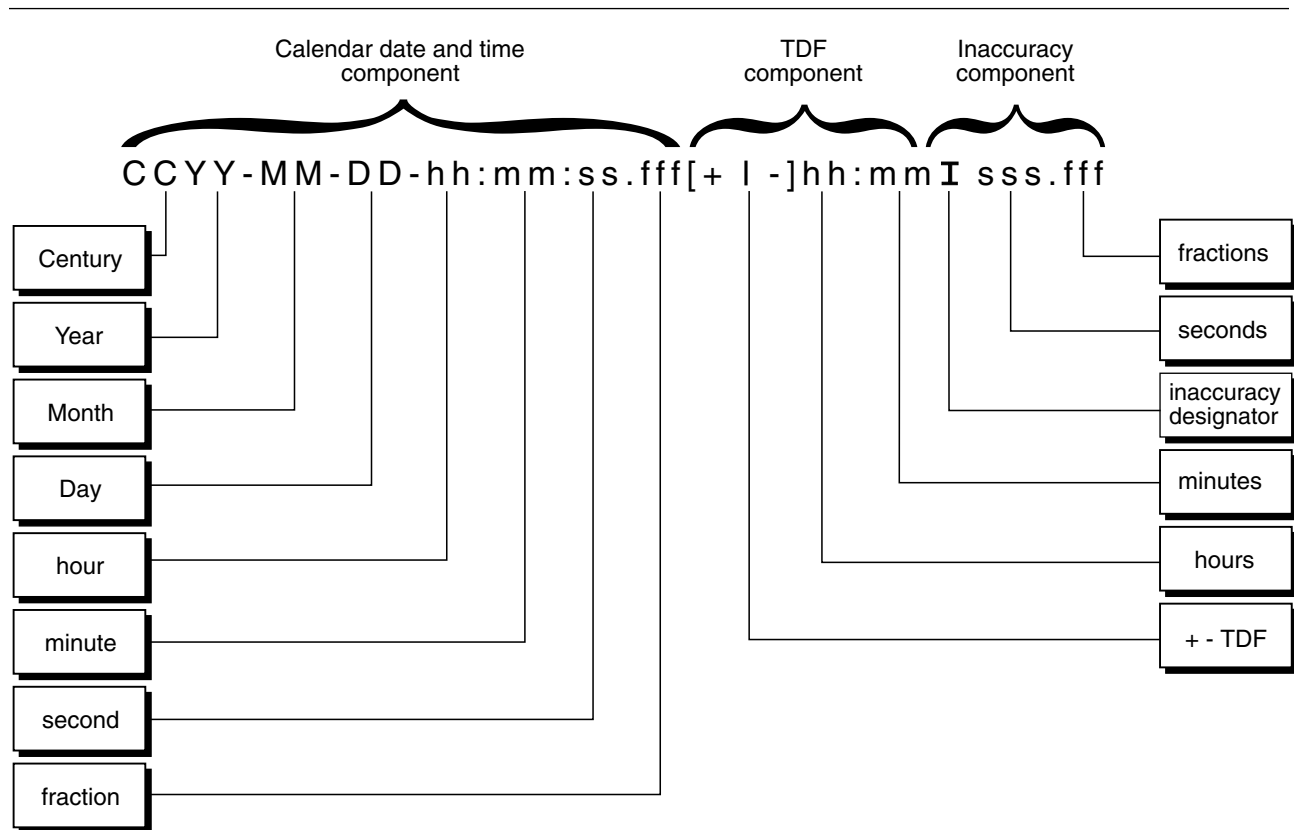 Calendar date and time
component
TDF
component
Inaccuracy
component
CCYY-MM-DD-hh:mm:ss.fff[+ I -]hh:mmI sss.fff
Century
Year
Month
Day
hour
minute
second
fraction
fractions
seconds
inaccuracy
designator
minutes
hours
+ - TDF